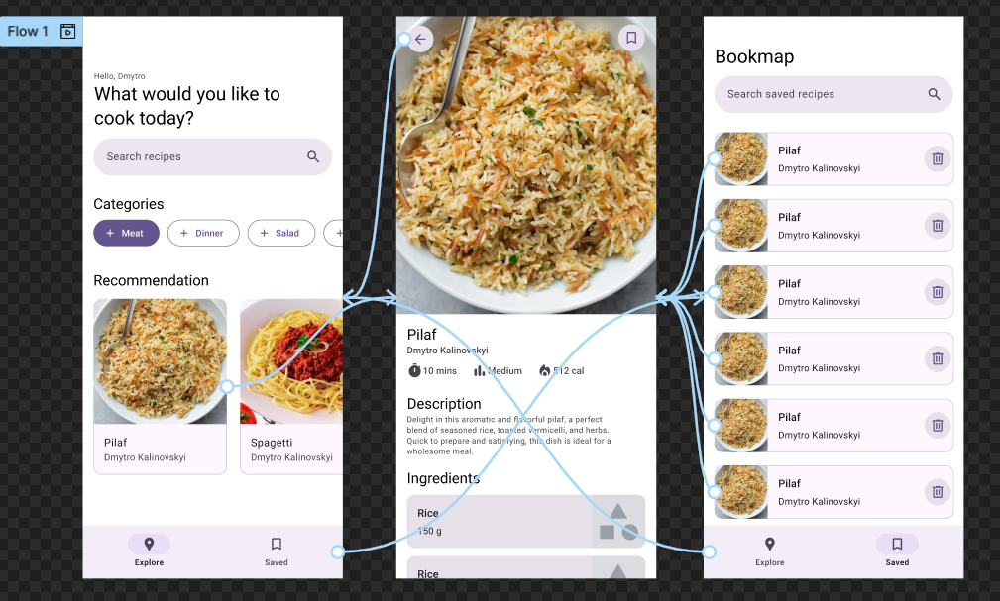 Flow 1
Hello, Dmytro
What would you like to
cook today?
Search recipes
Categories
+ Meat
+ Dinner
+ Salad
+
Recommendation
Pilaf
Dmytro Kalinovskyi
Spagetti
Dmytro Kalinovskyi
Explore
Saved
Pilaf
Dmytro Kalinovskyi
10 mins
Medium
512 cal
Description
Delight in this aromatic and flavorful pilaf, a perfect
blend of seasoned rice, toasted vermicelli, and herbs.
Quick to prepare and satisfying, this dish is ideal for a
wholesome meal.
Ingredients
Rice
150 g
Rice
Bookmap
Search saved recipes
Pilaf
Dmytro Kalinovskyi
Pilaf
Dmytro Kalinovskyi
Pilaf
Dmytro Kalinovskyi
Pilaf
Dmytro Kalinovskyi
Pilaf
Dmytro Kalinovskyi
Pilaf
Dmytro Kalinovskyi
Explore
Saved